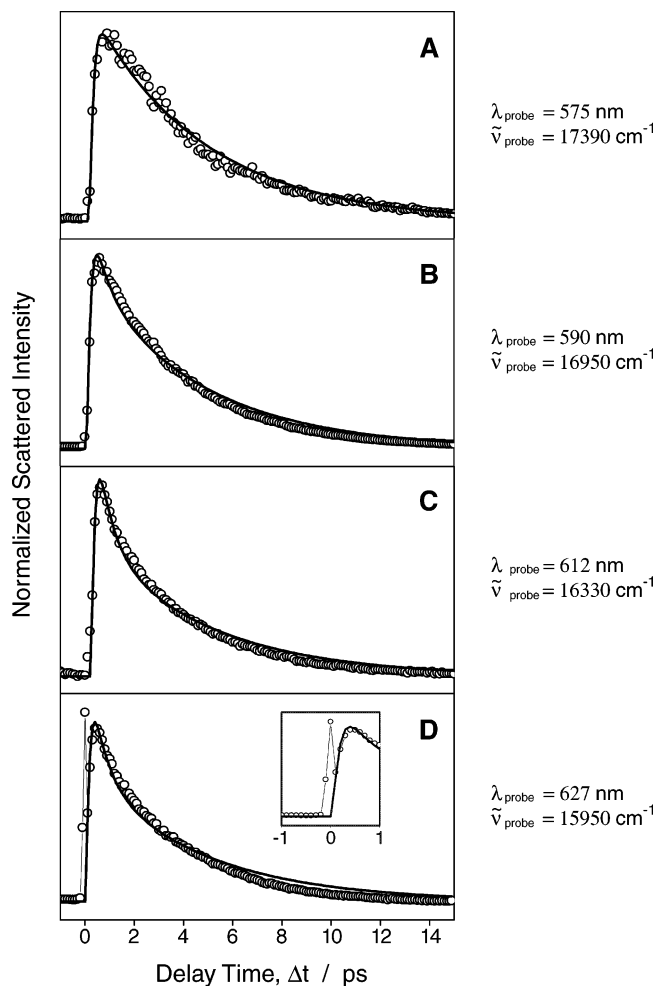 A
λ probe = 575 nm
ν̃ probe = 17390 cm-1
B
λ probe = 590 nm
ν̃ probe = 16950 cm-1
Normalized Scattered Intensity
C
λ probe = 612 nm
ν̃ probe = 16330 cm-1
D
-1 0 1
λ probe = 627 nm
ν̃ probe = 15950 cm-1
0 2 4 6 8 10 12 14
Delay Time, Δt / ps